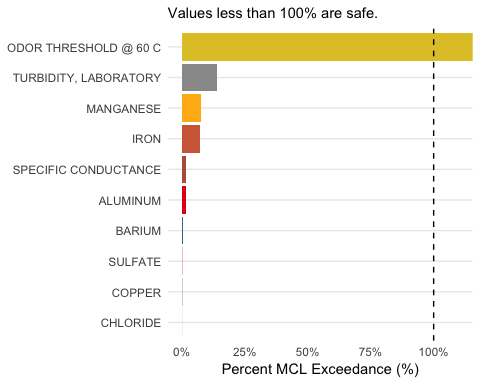 Values less than 100% are safe.
ODOR THRESHOLD @ 60 C
TURBIDITY, LABORATORY
MANGANESE
IRON
SPECIFIC CONDUCTANCE
ALUMINUM
BARIUM
SULFATE
COPPER
CHLORIDE
0% 25% 50% 75% 100%
Percent MCL Exceedance (%)